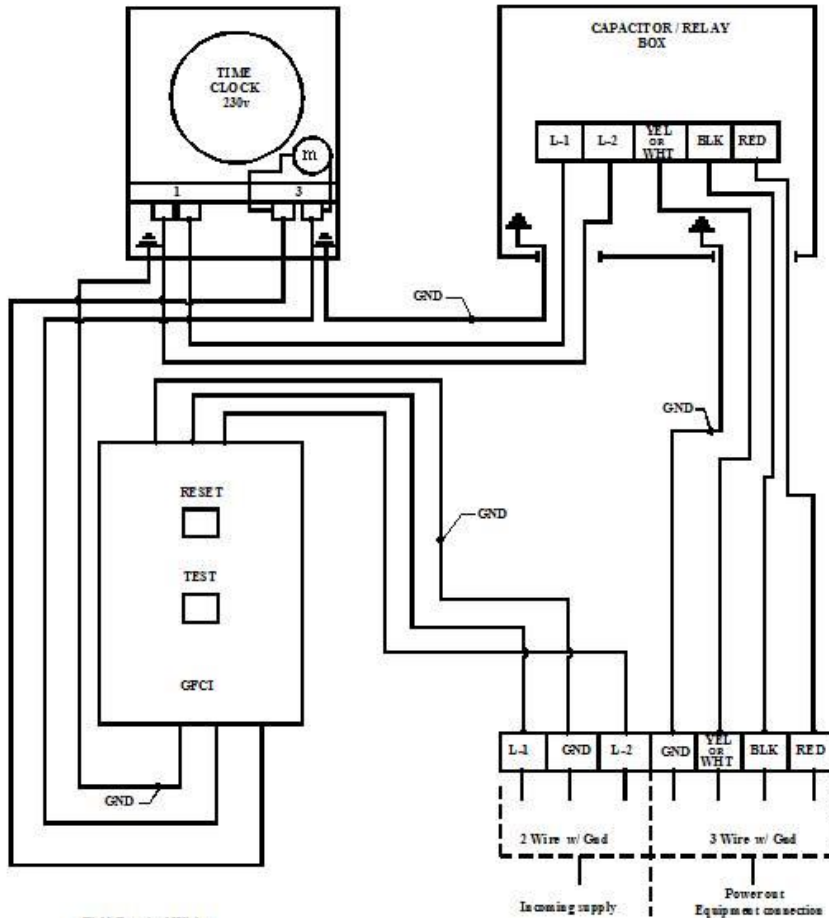 TIME
CLOCK
230v
m
1 3
CAPACITOR / RELAY
BOX
L-1 L-2 YEL OR WHT BLK RED
GND
GND
RESET
GND
TEST
GFCI
L-1 GND L-2 GND YEL OR WHT BLK RED
GND
2 Wire w/ Gnd 3 Wire w/ Gnd
Incoming supply
Power out
Equipment connection